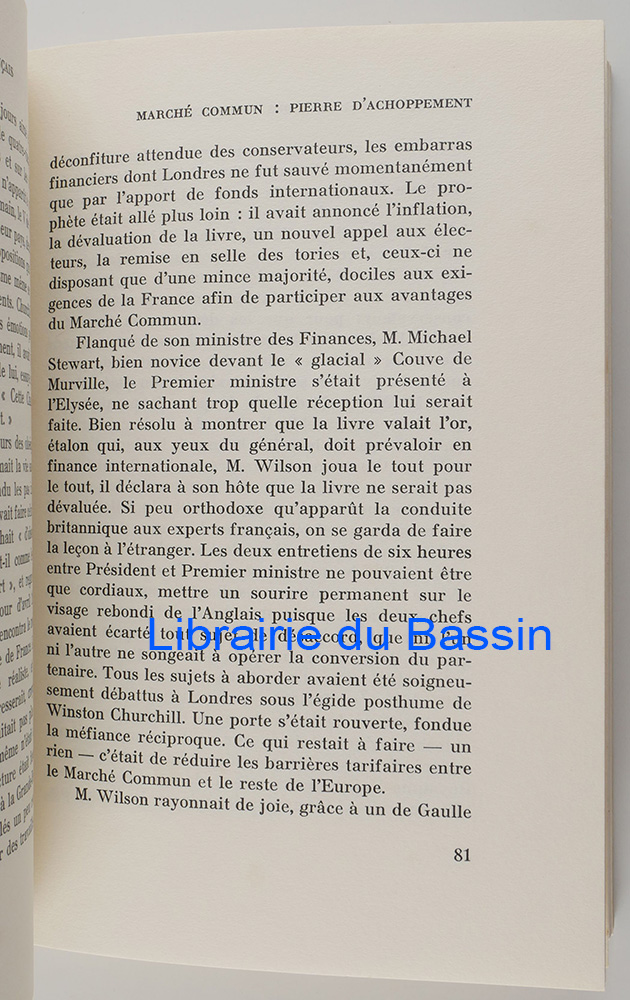 MARCHÉ COMMUN : PIERRE D'ACHOPPEMENT
déconfiture attendue des conservateurs, les embarras
financiers dont Londres ne fut sauvé momentanément
que par l'apport de fonds internationaux. Le pro-
phète était allé plus loin : il avait annoncé l'inflation,
la dévaluation de la livre, un nouvel appel aux élec-
teurs, la remise en selle des tories et, ceux-ci ne
disposant que d'une mince majorité, dociles aux exi-
gences de la France afin de participer aux avantages
du Marché Commun.
Flanqué de son ministre des Finances, M. Michael
Stewart, bien novice devant le « glacial » Couve de
Murville, le Premier ministre s'était présenté à
l'Elysée, ne sachant trop quelle réception lui serait
faite. Bien résolu à montrer que la livre valait l'or,
étalon qui, aux yeux du général, doit prévaloir en
finance internationale, M. Wilson joua le tout pour
le tout, il déclara à son hôte que la livre ne serait pas
dévaluée. Si peu orthodoxe qu'apparût la conduite
britannique aux experts français, on se garda de faire
la leçon à l'étranger. Les deux entretiens de six heures
entre Président et Premier ministre ne pouvaient être
que cordiaux, mettre un sourire permanent sur le
visage rebondi de l'Anglais puisque les deux chefs
avaient écarté tout sujet de désaccord, que ni l'un
Librairie du Bassin
ni l'autre ne songeait à opérer la conversion du par-
tenaire. Tous les sujets à aborder avaient été soigneu-
sement débattus à Londres sous l'égide posthume de
Winston Churchill. Une porte s'était rouverte, fondue
la méfiance réciproque. Ce qui restait à faire — un
rien — c'était de réduire les barrières tarifaires entre
le Marché Commun et le reste de l'Europe.
M. Wilson rayonnait de joie, grâce à un de Gaulle
81